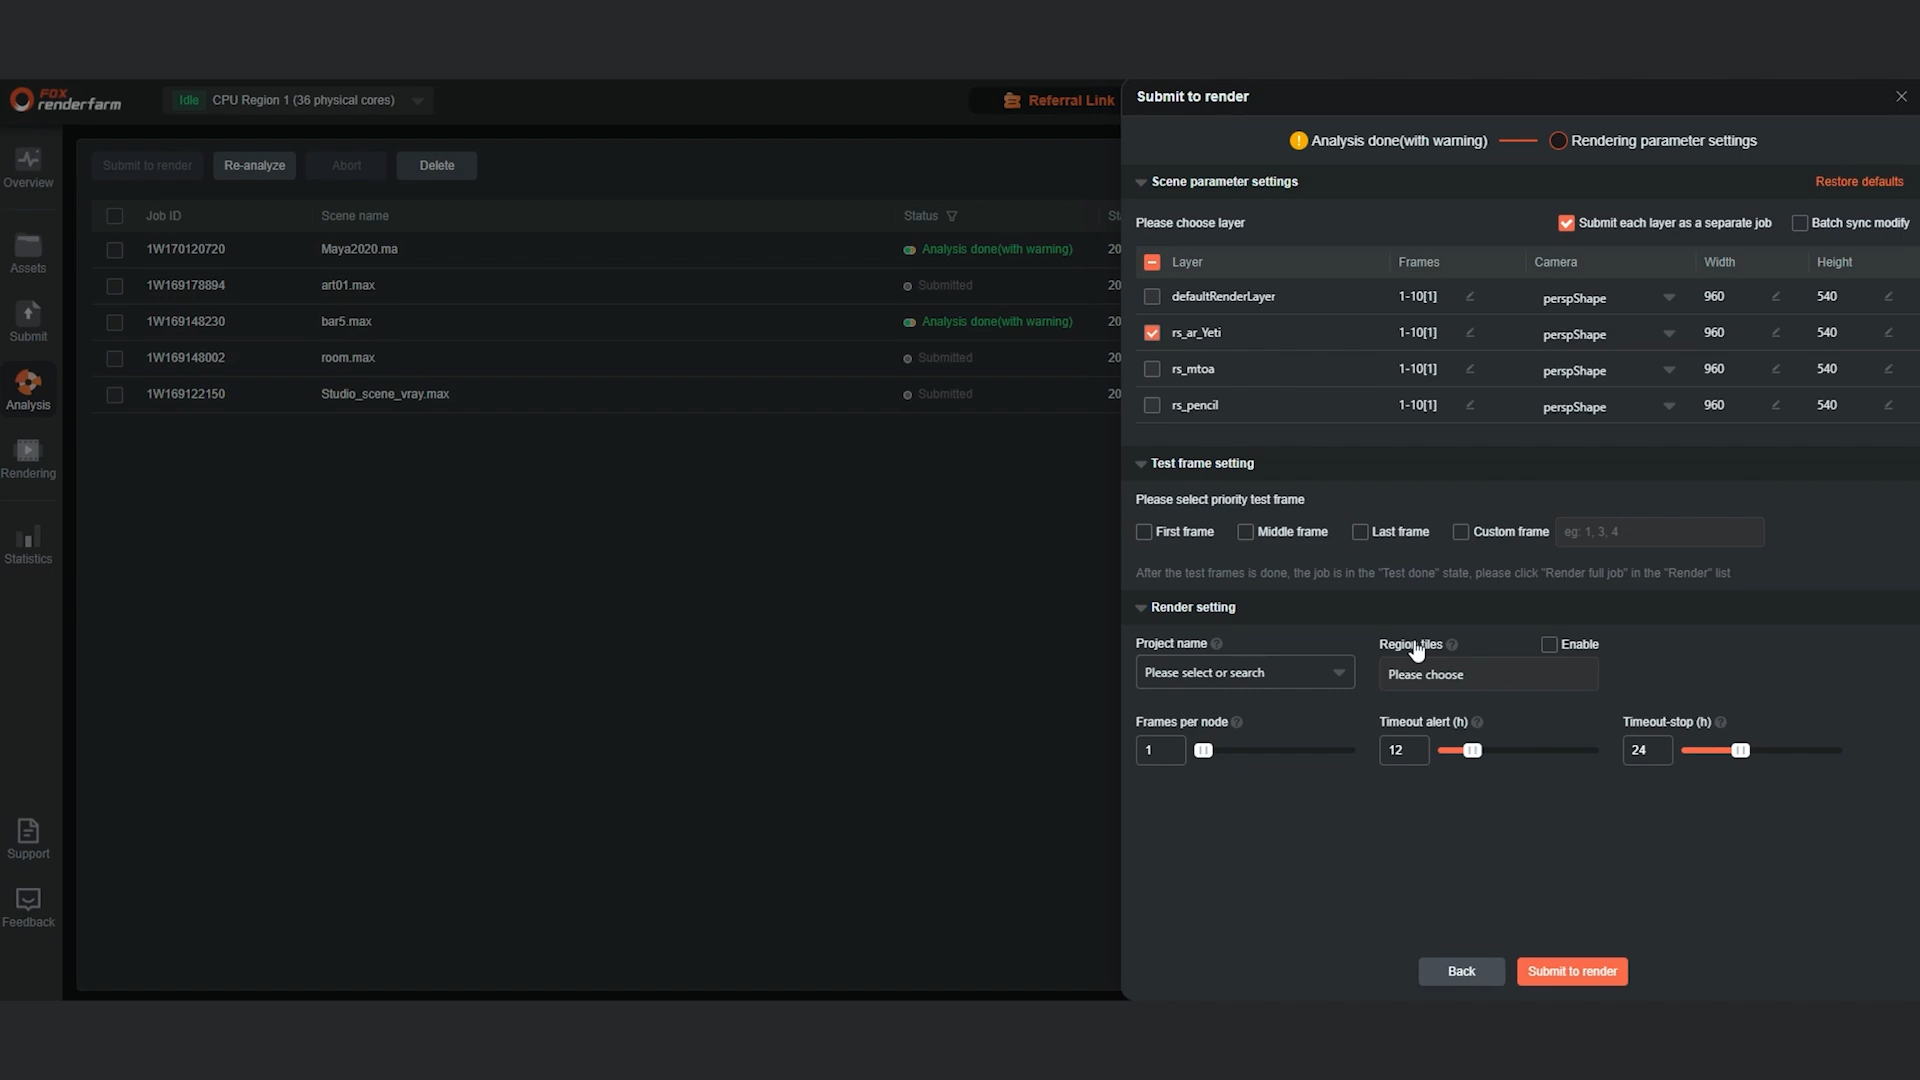 FOX renderfarm
Idle CPU Region 1 (36 physical cores)
Referral Link
Overview
Assets
Submit
Analysis
Rendering
Statistics
Support
Feedback
Submit to render Re-analyze Abort Delete
Job ID Scene name Status St
1W170120720 Maya2020.ma Analysis done(with warning) 20
1W169178894 art01.max Submitted 20
1W169148230 bar5.max Analysis done(with warning) 20
1W169148002 room.max Submitted 20
1W169122150 Studio_scene_vray.max Submitted 20
Submit to render
! Analysis done(with warning) Rendering parameter settings
Scene parameter settings Restore defaults
Please choose layer Submit each layer as a separate job Batch sync modify
Layer Frames Camera Width Height
defaultRenderLayer 1-10[1] perspShape 960 540
rs_ar_Yeti 1-10[1] perspShape 960 540
rs_mtoa 1-10[1] perspShape 960 540
rs_pencil 1-10[1] perspShape 960 540
Test frame setting
Please select priority test frame
First frame Middle frame Last frame Custom frame eg: 1, 3, 4
After the test frames is done, the job is in the "Test done" state, please click "Render full job" in the "Render" list
Render setting
Project name ? Region tiles ? Enable
Please select or search Please choose
Frames per node ? Timeout alert (h) ? Timeout-stop (h) ?
1 12 24
Back Submit to render